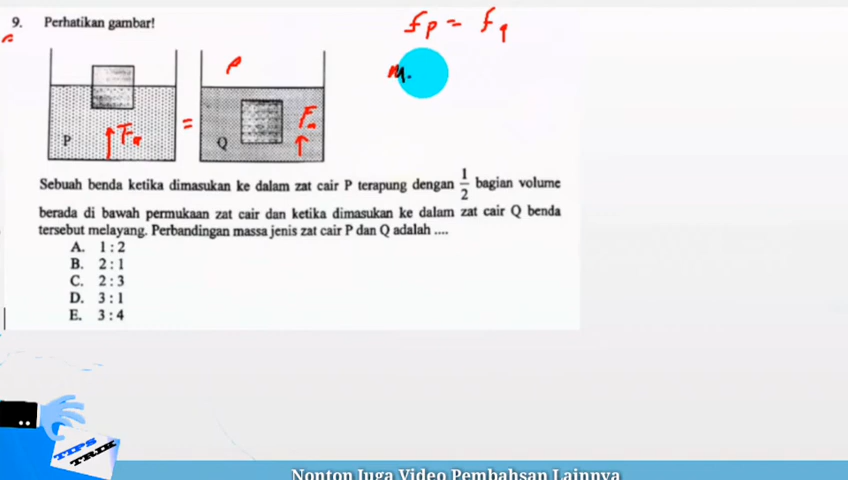 9. Perhatikan gambar!
fp = fq
m.
P
Fa
=
P
Q
Fa
Sebuah benda ketika dimasukan ke dalam zat cair P terapung dengan 1/2 bagian volume
berada di bawah permukaan zat cair dan ketika dimasukan ke dalam zat cair Q benda
tersebut melayang. Perbandingan massa jenis zat cair P dan Q adalah ....
A. 1 : 2
B. 2 : 1
C. 2 : 3
D. 3 : 1
E. 3 : 4
TIPS
TRIK
Nonton Juga Video Pembahsan Lainnya